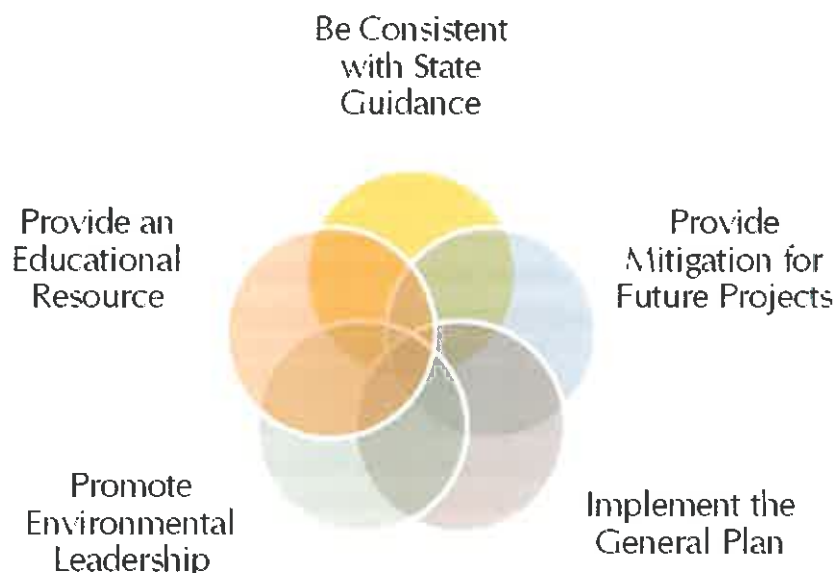 Be Consistent
with State
Guidance
Provide an
Educational
Resource
Provide
Mitigation for
Future Projects
Promote
Environmental
Leadership
Implement the
General Plan